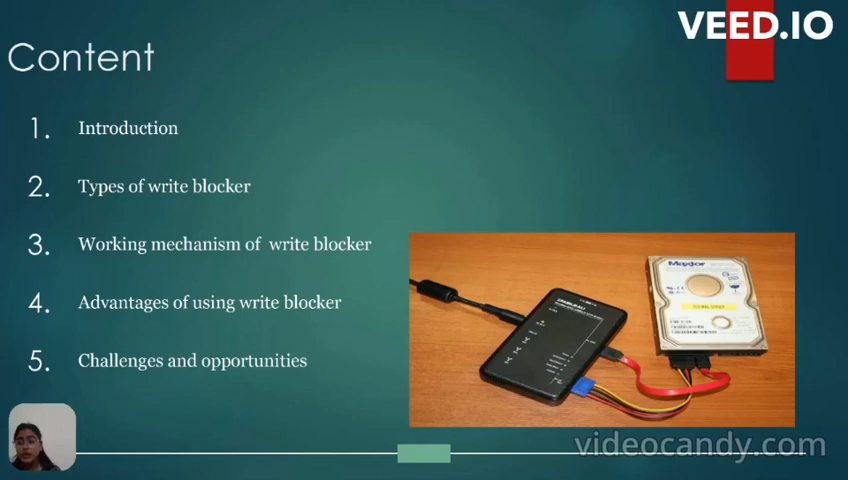 VEED.IO
Content
1. Introduction
2. Types of write blocker
3. Working mechanism of write blocker
4. Advantages of using write blocker
5. Challenges and opportunities
TABLEAU
Maxtor
videocandy.com